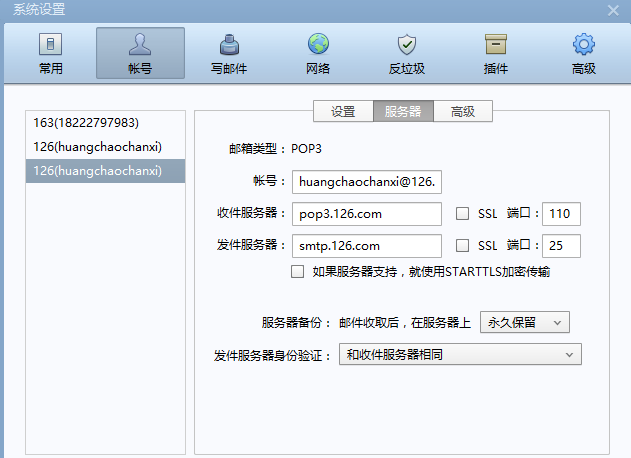 系统设置
常用 帐号 写邮件 网络 反垃圾 插件 高级
163(18222797983)
126(huangchaochanxi)
126(huangchaochanxi)
设置 服务器 高级
邮箱类型：POP3
帐号：huangchaochanxi@126.
收件服务器：pop3.126.com SSL 端口：110
发件服务器：smtp.126.com SSL 端口：25
如果服务器支持，就使用STARTTLS加密传输
服务器备份：邮件收取后，在服务器上 永久保留
发件服务器身份验证：和收件服务器相同